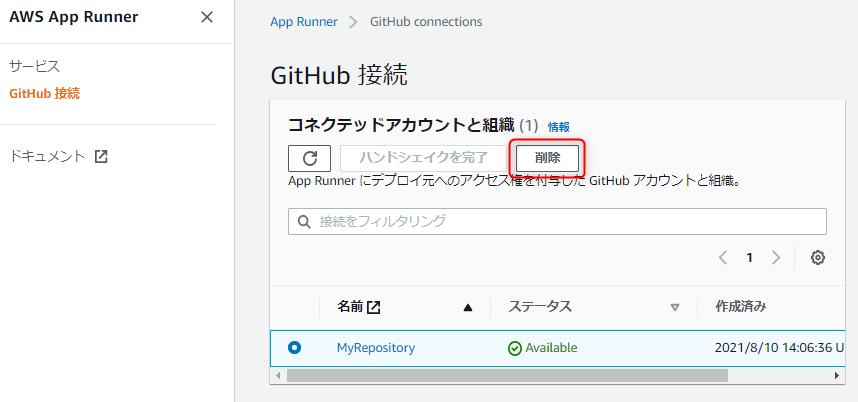 AWS App Runner
サービス
GitHub 接続
ドキュメント
App Runner > GitHub connections
GitHub 接続
コネクテッドアカウントと組織 (1) 情報
ハンドシェイクを完了 削除
App Runner にデプロイ元へのアクセス権を付与した GitHub アカウントと組織。
接続をフィルタリング
1
名前 ステータス 作成済み
MyRepository Available 2021/8/10 14:06:36 U